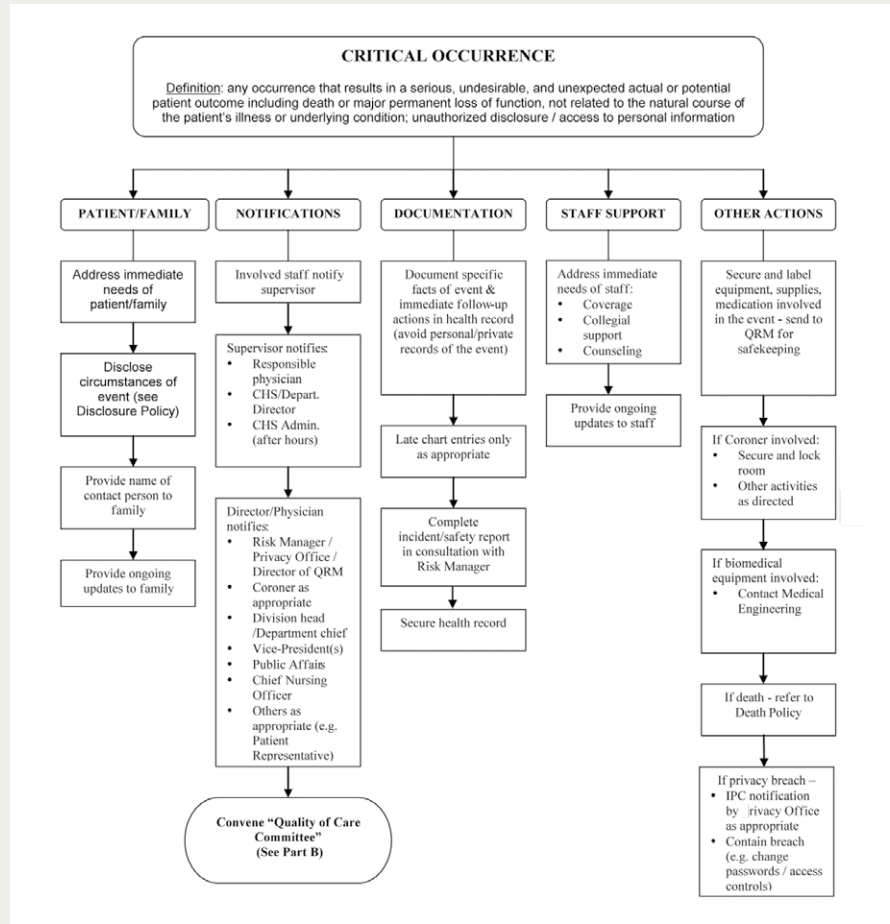 CRITICAL OCCURRENCE
Definition: any occurrence that results in a serious, undesirable, and unexpected actual or potential
patient outcome including death or major permanent loss of function, not related to the natural course of
the patient's illness or underlying condition; unauthorized disclosure / access to personal information
PATIENT/FAMILY
Address immediate
needs of
patient/family
Disclose
circumstances of
event (see
Disclosure Policy)
Provide name of
contact person to
family
Provide ongoing
updates to family
NOTIFICATIONS
Involved staff notify
supervisor
Supervisor notifies:
• Responsible
physician
• CHS/Depart.
Director
• CHS Admin.
(after hours)
Director/Physician
notifies:
• Risk Manager /
Privacy Office /
Director of QRM
• Coroner as
appropriate
• Division head
/Department chief
• Vice-President(s)
• Public Affairs
• Chief Nursing
Officer
• Others as
appropriate (e.g.
Patient
Representative)
Convene "Quality of Care
Committee"
(See Part B)
DOCUMENTATION
Document specific
facts of event &
immediate follow-up
actions in health record
(avoid personal/private
records of the event)
Late chart entries only
as appropriate
Complete
incident/safety report
in consultation with
Risk Manager
Secure health record
STAFF SUPPORT
Address immediate
needs of staff:
• Coverage
• Collegial
support
• Counseling
Provide ongoing
updates to staff
OTHER ACTIONS
Secure and label
equipment, supplies,
medication involved
in the event - send to
QRM for
safekeeping
If Coroner involved:
• Secure and lock
room
• Other activities
as directed
If biomedical
equipment involved:
• Contact Medical
Engineering
If death - refer to
Death Policy
If privacy breach –
• IPC notification
by rivacy Office
as appropriate
• Contain breach
(e.g. change
passwords / access
controls)